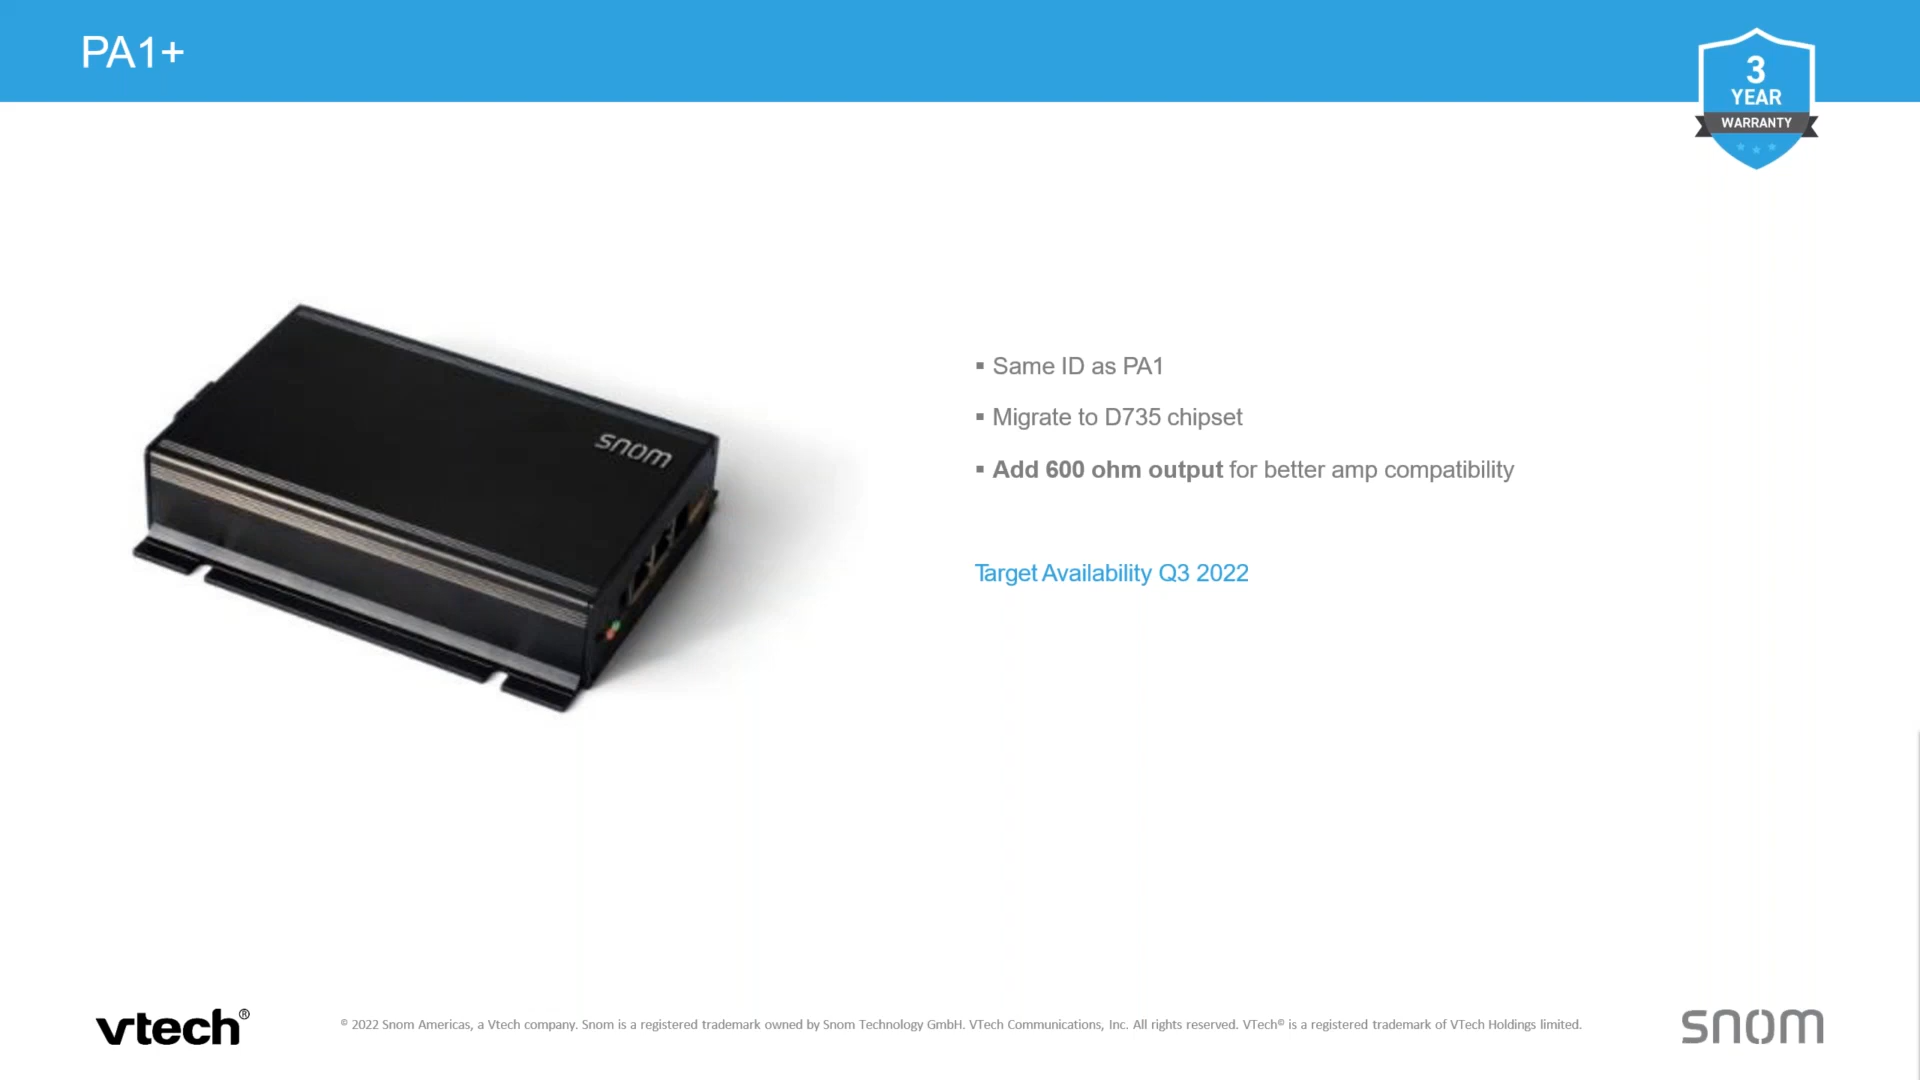 PA1+
3
YEAR
WARRANTY
snom
▪ Same ID as PA1
▪ Migrate to D735 chipset
▪ Add 600 ohm output for better amp compatibility
Target Availability Q3 2022
vtech®
© 2022 Snom Americas, a Vtech company. Snom is a registered trademark owned by Snom Technology GmbH. VTech Communications, Inc. All rights reserved. VTech® is a registered trademark of VTech Holdings limited.
snom